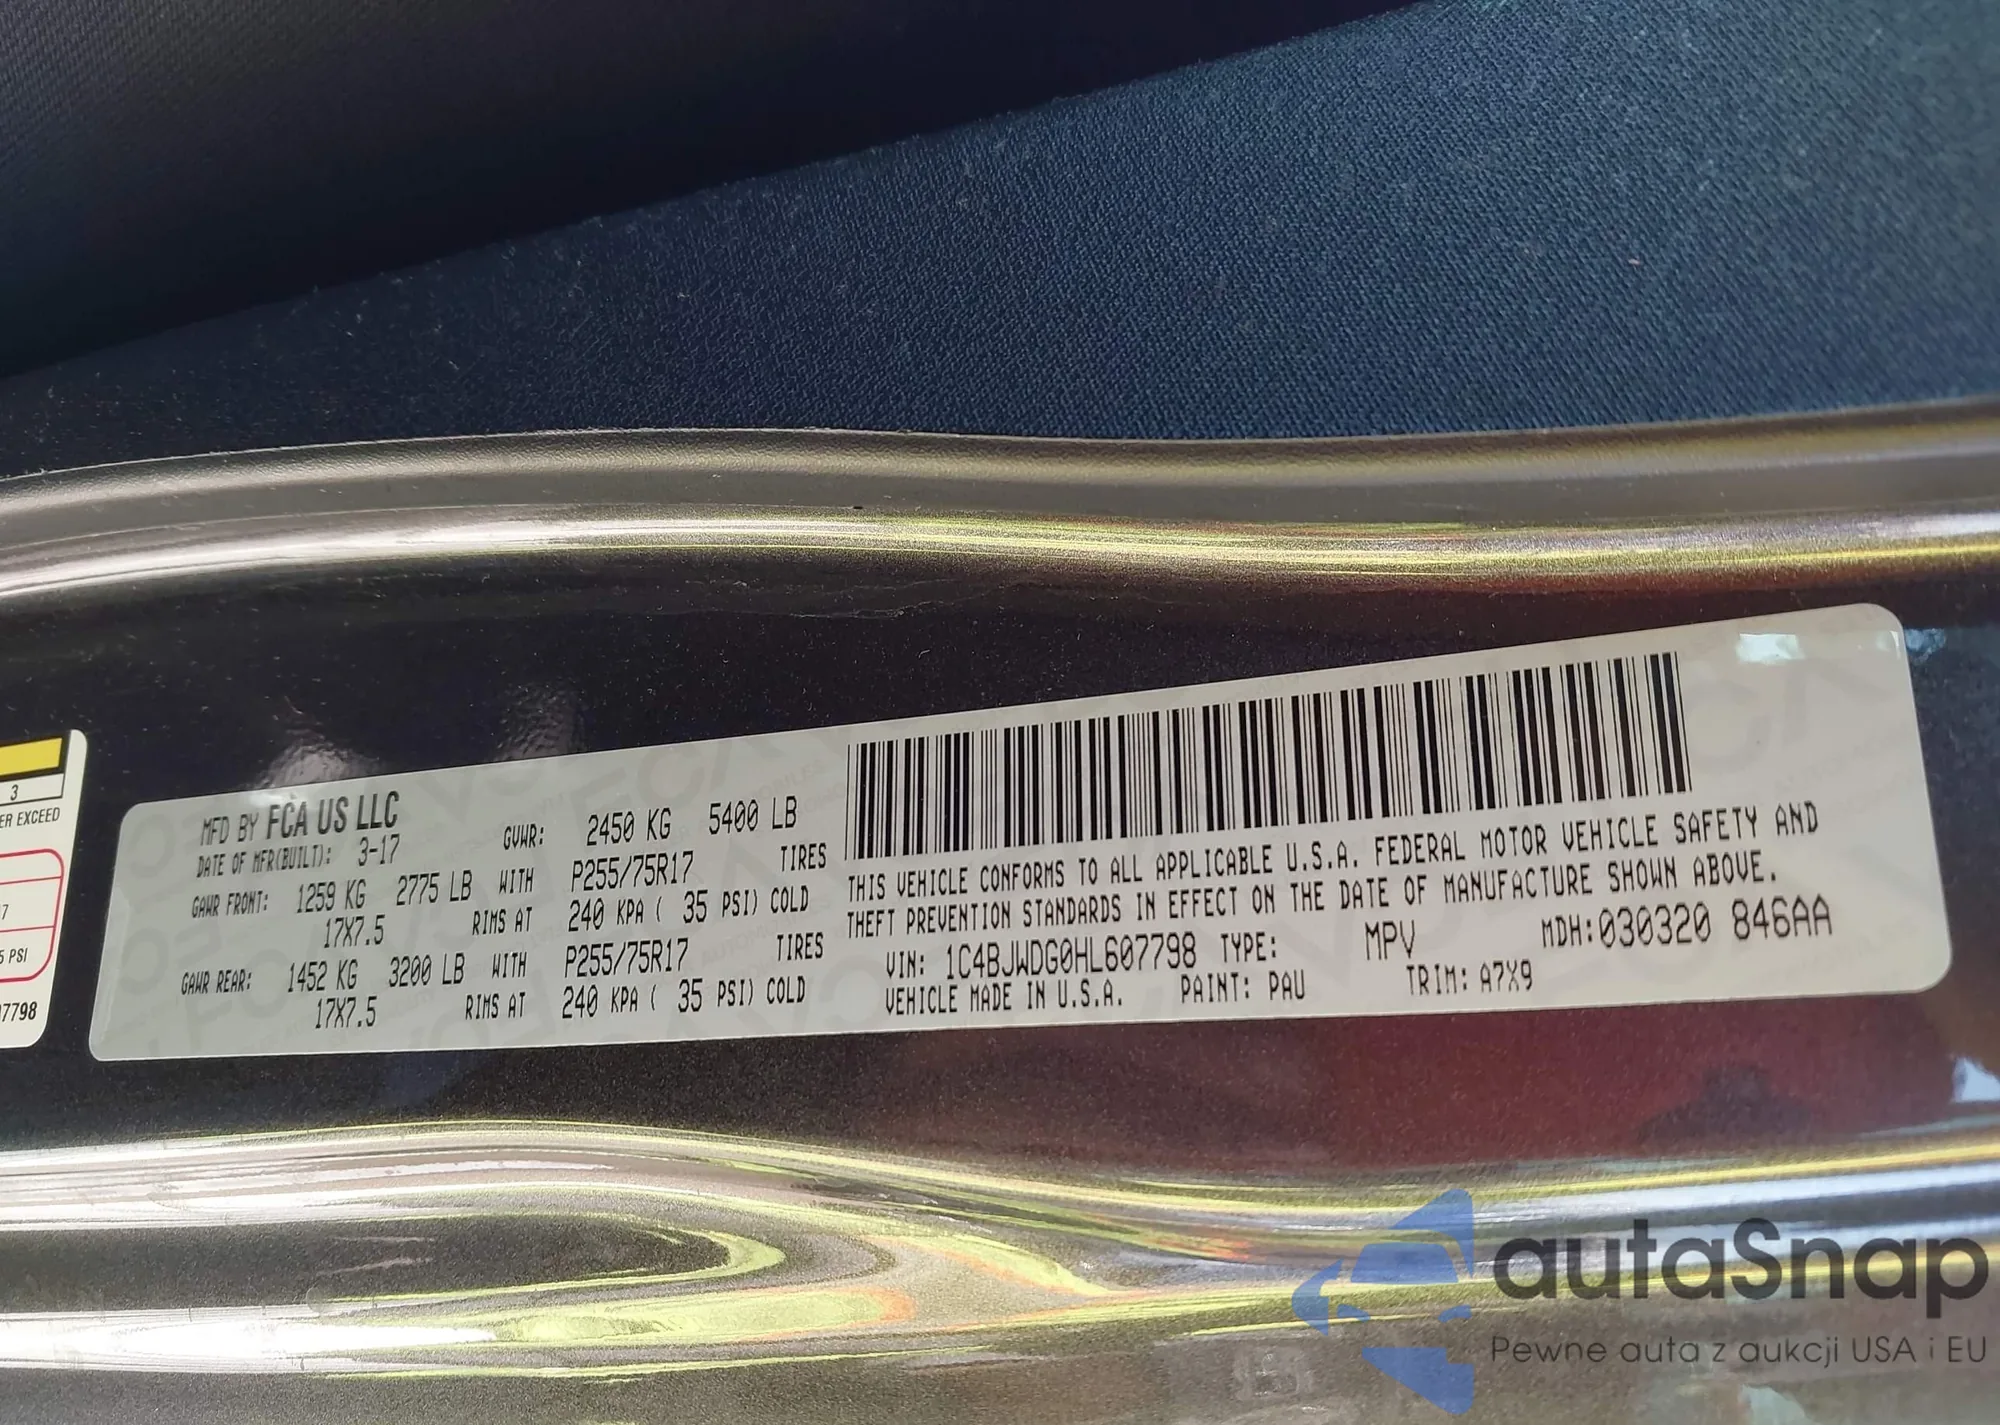 3
ER EXCEED
7
5 PSI
7798
MFD BY FCA US LLC
DATE OF MFR(BUILT): 3-17
GVWR: 2450 KG 5400 LB
GAWR FRONT: 1259 KG 2775 LB WITH P255/75R17 TIRES
17X7.5 RIMS AT 240 KPA ( 35 PSI) COLD
GAWR REAR: 1452 KG 3200 LB WITH P255/75R17 TIRES
17X7.5 RIMS AT 240 KPA ( 35 PSI) COLD
THIS VEHICLE CONFORMS TO ALL APPLICABLE U.S.A. FEDERAL MOTOR VEHICLE SAFETY AND
THEFT PREVENTION STANDARDS IN EFFECT ON THE DATE OF MANUFACTURE SHOWN ABOVE.
VIN: 1C4BJWDG0HL607798 TYPE: MPV MDH:030320 846AA
VEHICLE MADE IN U.S.A. PAINT: PAU TRIM: A7X9
autaSnap
Pewne auta z aukcji USA i EU